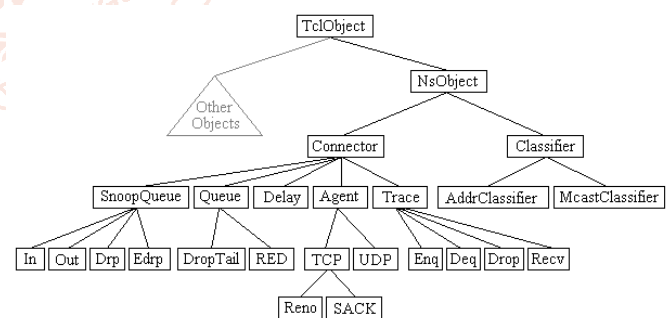 TclObject
NsObject
Other
Objects
Connector
Classifier
SnoopQueue Queue Delay Agent Trace AddrClassifier McastClassifier
In Out Drp Edrp DropTail RED TCP UDP Enq Deq Drop Recv
Reno SACK